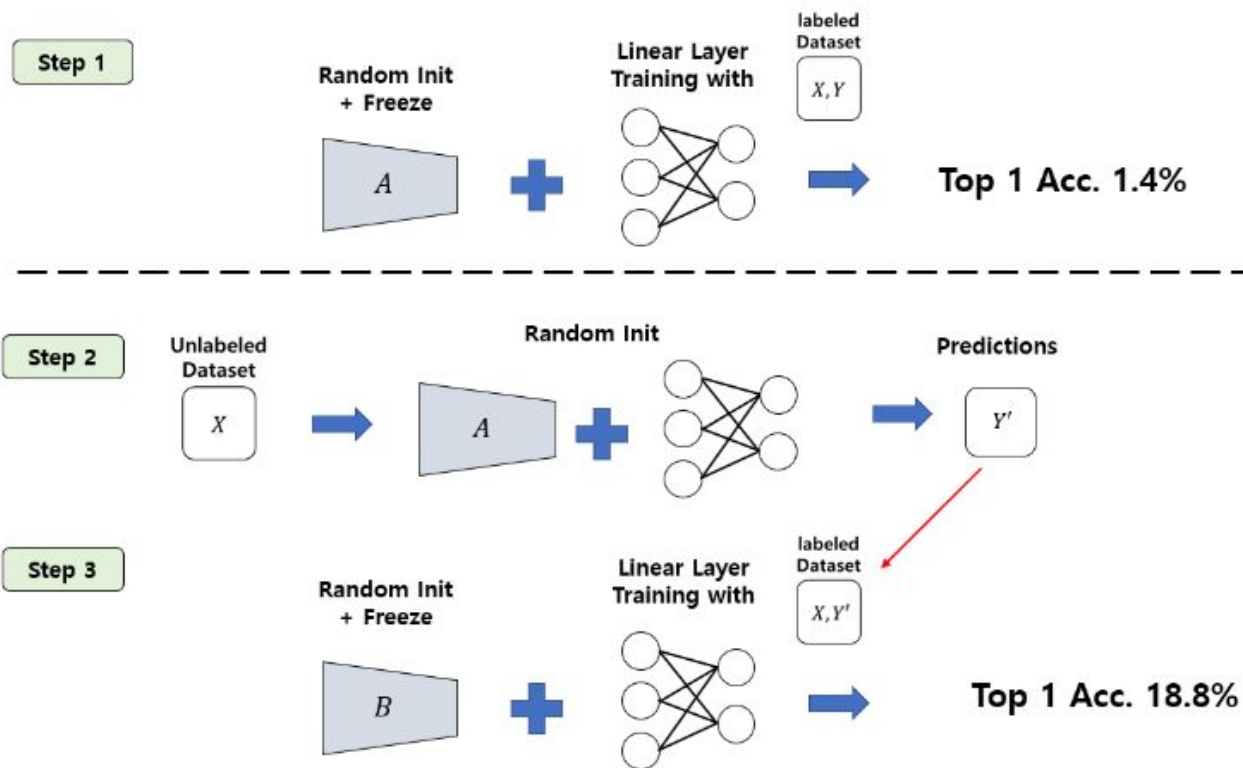 Step 1
Random Init
+ Freeze
A
Linear Layer
Training with
labeled
Dataset
X, Y
Top 1 Acc. 1.4%
Step 2
Unlabeled
Dataset
X
Random Init
A
Predictions
Y'
Step 3
Random Init
+ Freeze
B
Linear Layer
Training with
labeled
Dataset
X, Y'
Top 1 Acc. 18.8%